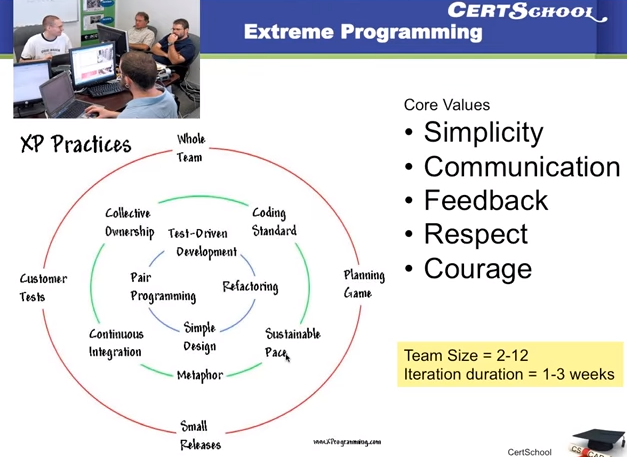 CERTSCHOOL
Extreme Programming
XP Practices
Whole
Team
Collective
Ownership
Test-Driven
Development
Coding
Standard
Customer
Tests
Pair
Programming
Refactoring
Planning
Game
Continuous
Integration
Simple
Design
Sustainable
Pace
Metaphor
Small
Releases
www.XProgramming.com
Core Values
• Simplicity
• Communication
• Feedback
• Respect
• Courage
Team Size = 2-12
Iteration duration = 1-3 weeks
CertSchool